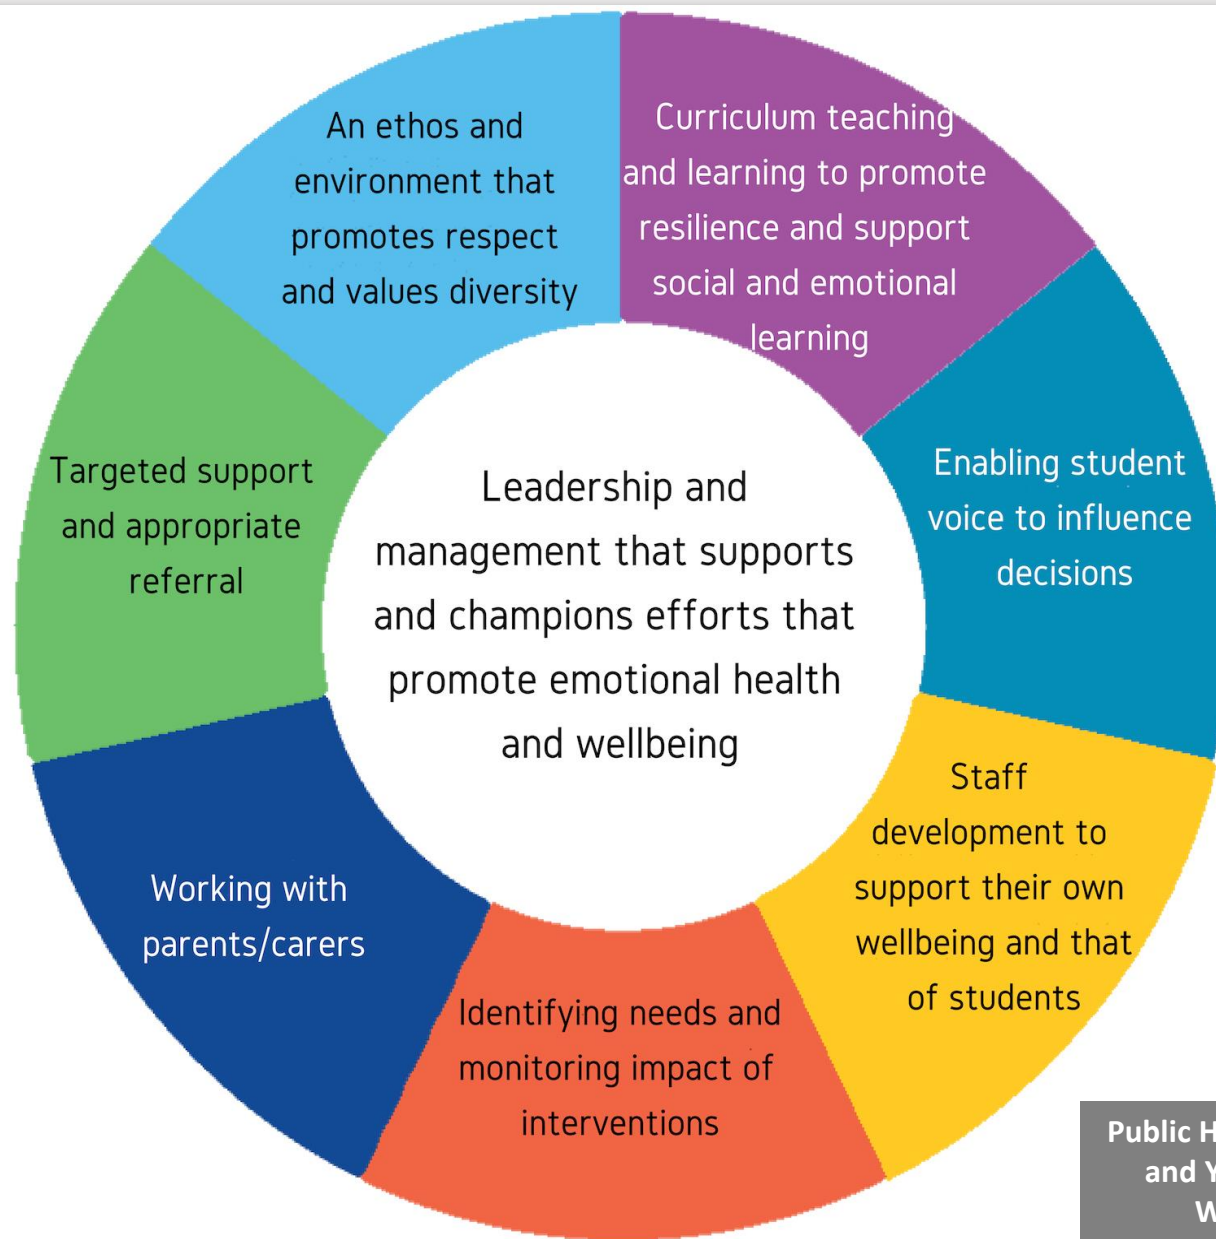 An ethos and
environment that
promotes respect
and values diversity
Curriculum teaching
and learning to promote
resilience and support
social and emotional
learning
Enabling student
voice to influence
decisions
Staff
development to
support their own
wellbeing and that
of students
Identifying needs and
monitoring impact of
interventions
Working with
parents/carers
Targeted support
and appropriate
referral
Leadership and
management that supports
and champions efforts that
promote emotional health
and wellbeing
Public
and